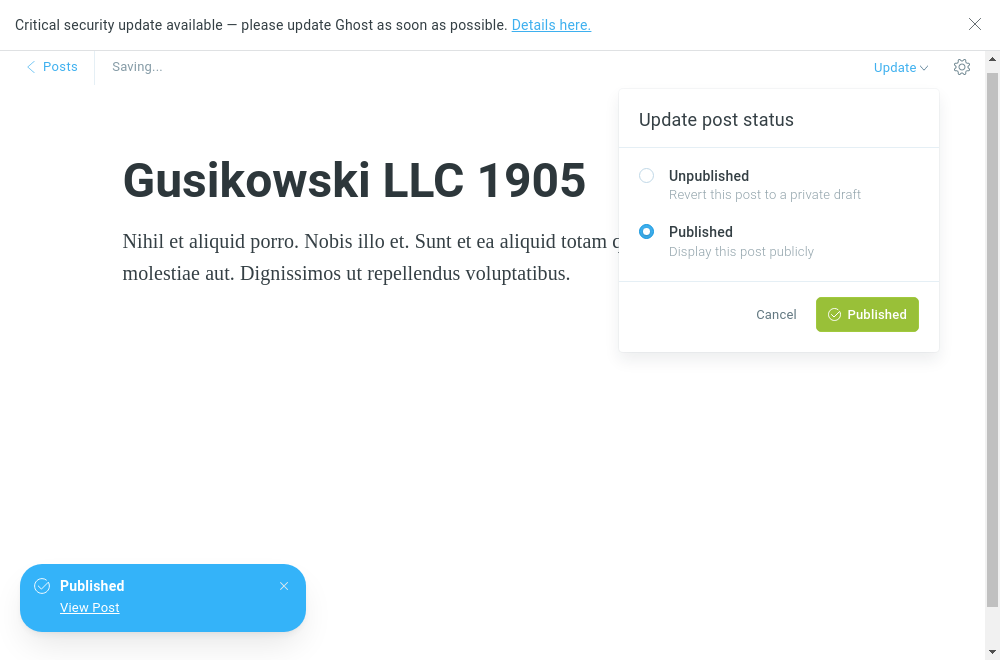 Critical security update available — please update Ghost as soon as possible. Details here.
Posts
Saving...
Update
Update post status
Unpublished
Revert this post to a private draft
Published
Display this post publicly
Cancel
Published
Gusikowski LLC 1905
Nihil et aliquid porro. Nobis illo et. Sunt et ea aliquid totam
molestiae aut. Dignissimos ut repellendus voluptatibus.
Published
View Post